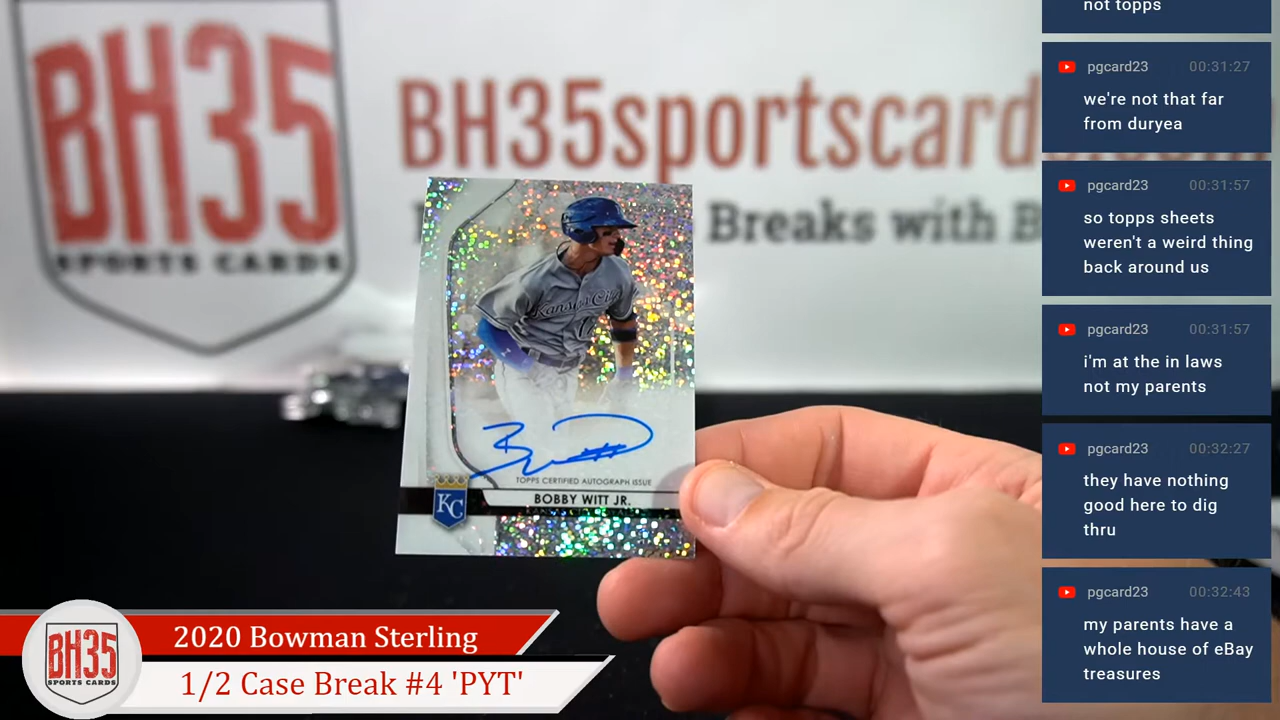 BH35
SPORTS CARDS
BH35sportscard
Breaks with B
Kansas City
TOPPS CERTIFIED AUTOGRAPH ISSUE
BOBBY WITT JR.
KC
BH35
SPORTS CARDS
2020 Bowman Sterling
1/2 Case Break #4 'PYT'
not topps
pgcard23 00:31:27
we're not that far
from duryea
pgcard23 00:31:57
so topps sheets
weren't a weird thing
back around us
pgcard23 00:31:57
i'm at the in laws
not my parents
pgcard23 00:32:27
they have nothing
good here to dig
thru
pgcard23 00:32:43
my parents have a
whole house of eBay
treasures